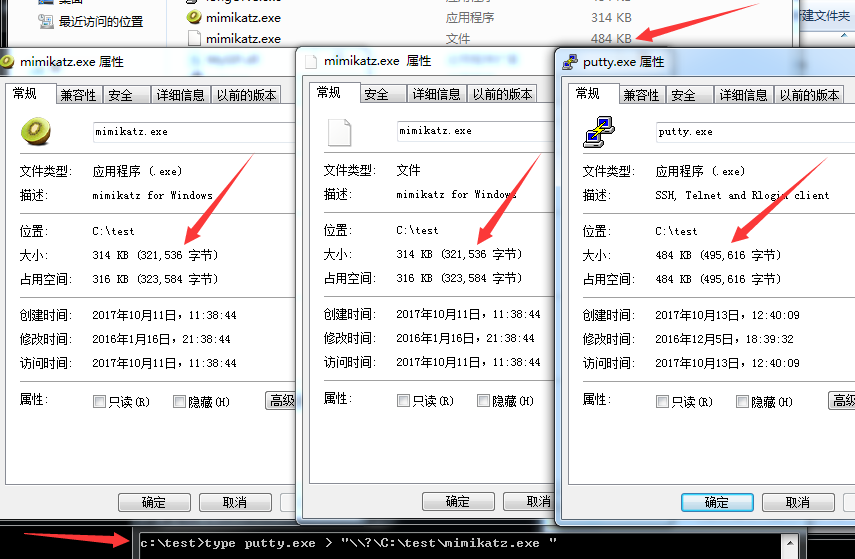 最近访问的位置
mimikatz.exe 应用程序 314 KB
mimikatz.exe 文件 484 KB
新建文件夹
mimikatz.exe 属性
常规 兼容性 安全 详细信息 以前的版本
mimikatz.exe
文件类型: 应用程序 (.exe)
描述: mimikatz for Windows
位置: C:\test
大小: 314 KB (321,536 字节)
占用空间: 316 KB (323,584 字节)
创建时间: 2017年10月11日, 11:38:44
修改时间: 2016年1月16日, 21:38:44
访问时间: 2017年10月11日, 11:38:44
属性: 只读(R) 隐藏(H) 高级
确定 取消
mimikatz.exe 属性
常规 安全 详细信息 以前的版本
mimikatz.exe
文件类型: 文件
描述: mimikatz for Windows
位置: C:\test
大小: 314 KB (321,536 字节)
占用空间: 316 KB (323,584 字节)
创建时间: 2017年10月11日, 11:38:44
修改时间: 2016年1月16日, 21:38:44
访问时间: 2017年10月11日, 11:38:44
属性: 只读(R) 隐藏(H)
确定 取消
putty.exe 属性
常规 兼容性 安全 详细信息 以前的版本
putty.exe
文件类型: 应用程序 (.exe)
描述: SSH, Telnet and Rlogin client
位置: C:\test
大小: 484 KB (495,616 字节)
占用空间: 484 KB (495,616 字节)
创建时间: 2017年10月13日, 12:40:09
修改时间: 2016年12月5日, 18:39:32
访问时间: 2017年10月13日, 12:40:09
属性: 只读(R) 隐藏(H) 高级
确定 取消
c:\test>type putty.exe > "\\?\C:\test\mimikatz.exe "